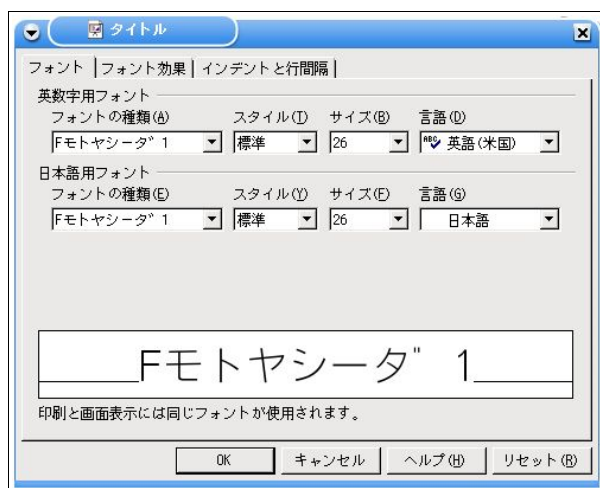 タイトル
フォント フォント効果 インデントと行間隔
英数字用フォント
フォントの種類(A) スタイル(T) サイズ(B) 言語(D)
Fモトヤシータ゛1 標準 26 ABC 英語(米国)
日本語用フォント
フォントの種類(E) スタイル(Y) サイズ(F) 言語(G)
Fモトヤシータ゛1 標準 26 日本語
Fモトヤシータ゛1
印刷と画面表示には同じフォントが使用されます。
OK キャンセル ヘルプ(H) リセット(R)